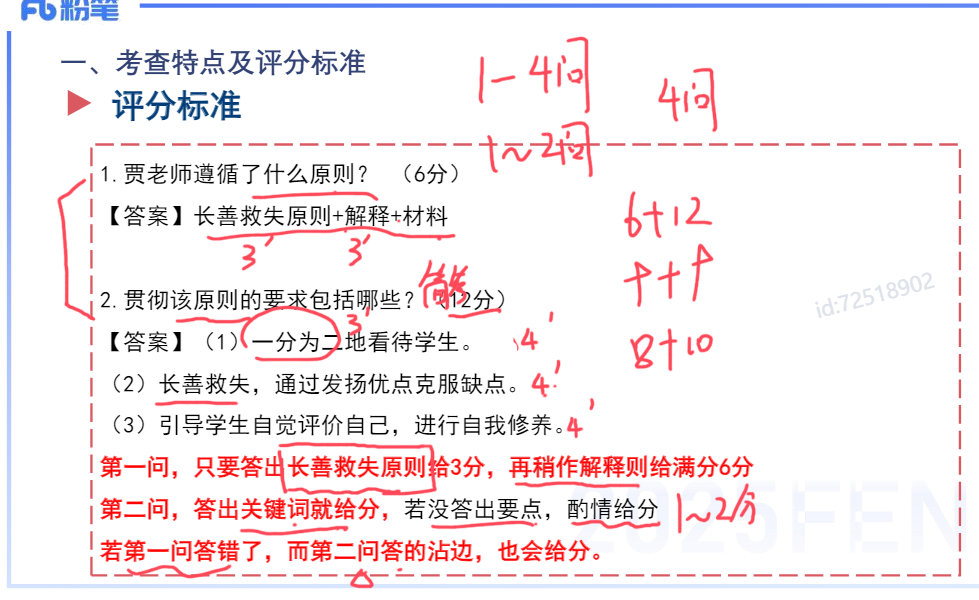 粉笔
一、考查特点及评分标准
1-4问
4问
评分标准
1~2问
1.贾老师遵循了什么原则？（6分）
【答案】长善救失原则+解释+材料
3' 3'
6+12
简答
2.贯彻该原则的要求包括哪些？（12分）
id:72518902
3'
【答案】（1）一分为二地看待学生。 4'
8+10
（2）长善救失，通过发扬优点克服缺点。 4'
（3）引导学生自觉评价自己，进行自我修养。 4'
第一问，只要答出长善救失原则给3分，再稍作解释则给满分6分
第二问，答出关键词就给分，若没答出要点，酌情给分 1~2分
若第一问答错了，而第二问答的沾边，也会给分。
2025FEN